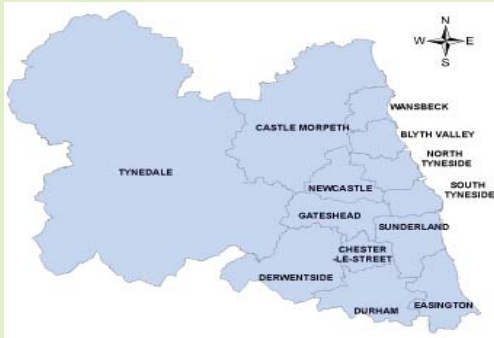 N
W E
S
WANSBECK
CASTLE MORPETH
BLYTH VALLEY
NORTH
TYNESIDE
TYNEDALE
NEWCASTLE
SOUTH
TYNESIDE
GATESHEAD
SUNDERLAND
CHESTER
-LE-STREET
DERWENTSIDE
EASINGTON
DURHAM